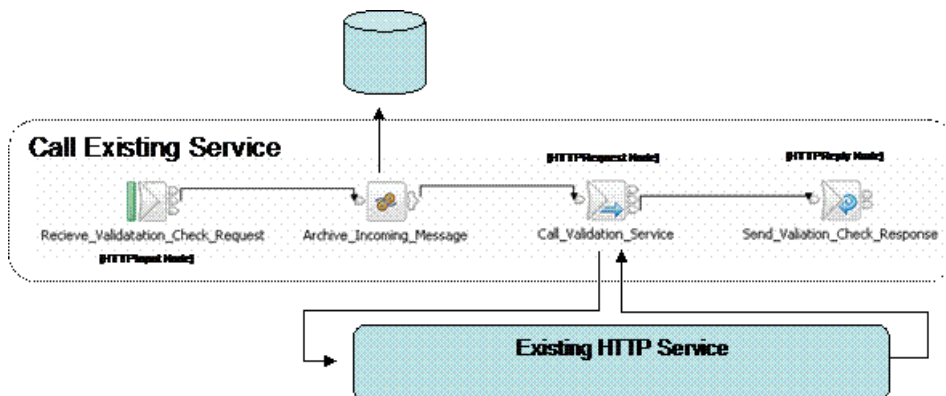 Call Existing Service
[HTTPRequest Node]
[HTTPReply Node]
Recieve_Validatation_Check_Request
Archive_Incoming_Message
Call_Validation_Service
Send_Valiation_Check_Response
[HTTPInput Node]
Existing HTTP Service